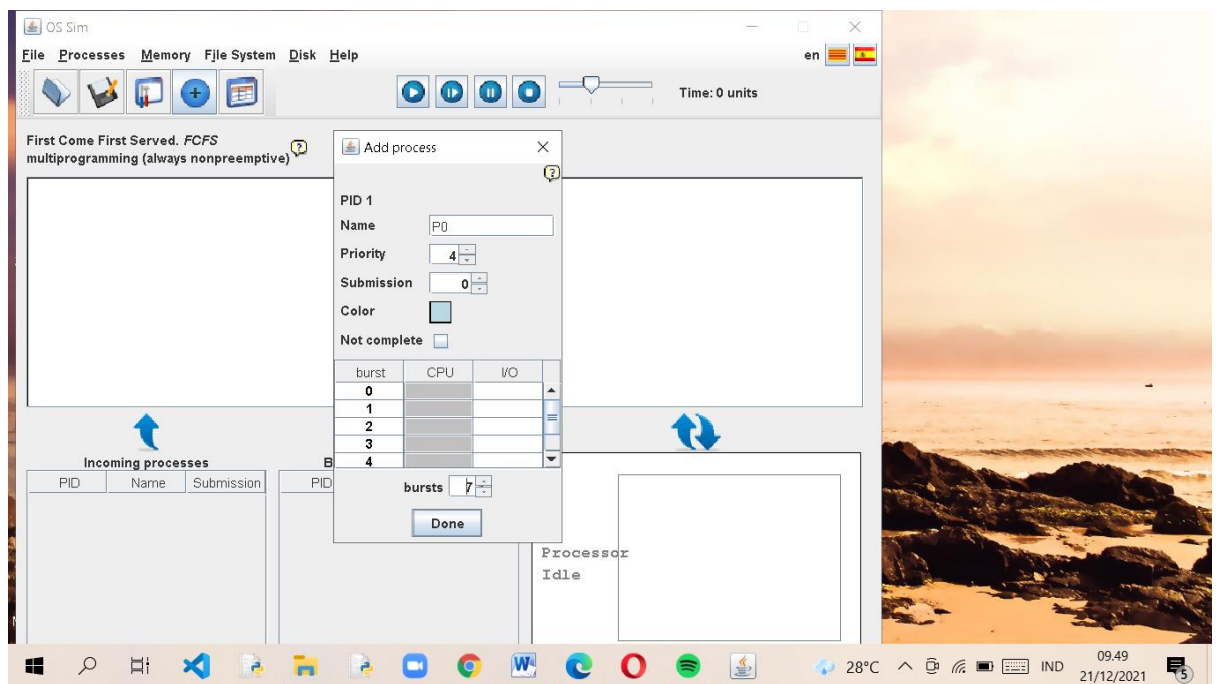 OS Sim
File Processes Memory File System Disk Help
en
Time: 0 units
First Come First Served. FCFS
multiprogramming (always nonpreemptive)
Add process
PID 1
Name P0
Priority 4
Submission 0
Color
Not complete
burst CPU I/O
0
1
2
3
4
bursts 7
Done
Incoming processes
PID Name Submission
B
PID
Processor
Idle
28°C
IND
09.49
21/12/2021
5